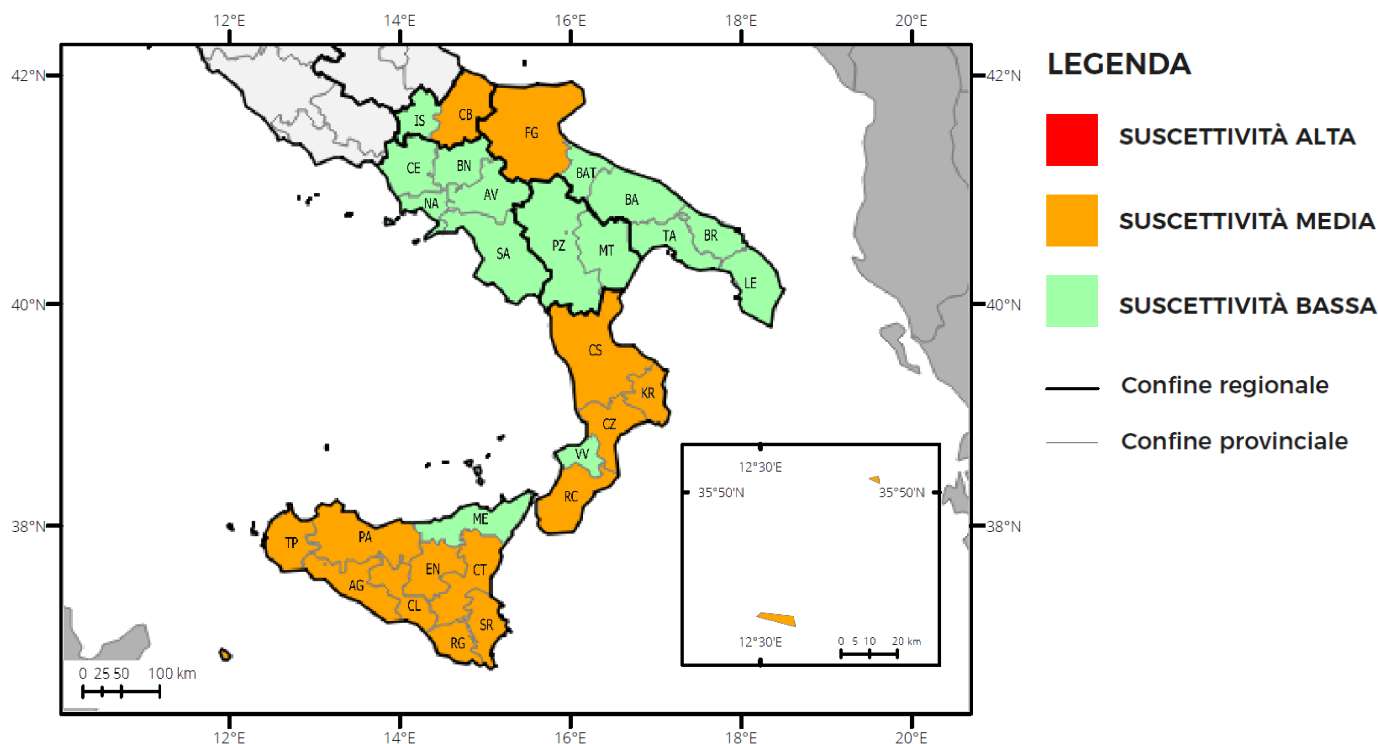 12°E 14°E 16°E 18°E 20°E
42°N 42°N
LEGENDA
SUSCETTIVITÀ ALTA
SUSCETTIVITÀ MEDIA
SUSCETTIVITÀ BASSA
Confine regionale
Confine provinciale
CB
IS
FG
CE
BN
BAT
AV
NA
BA
SA
PZ
MT
TA
BR
LE
40°N 40°N
CS
KR
CZ
VV
RC
ME
38°N 38°N
TP
PA
EN
CT
AG
CL
SR
RG
12°30'E
35°50'N 35°50'N
12°30'E
0 5 10 20 km
0 25 50 100 km
12°E 14°E 16°E 18°E 20°E